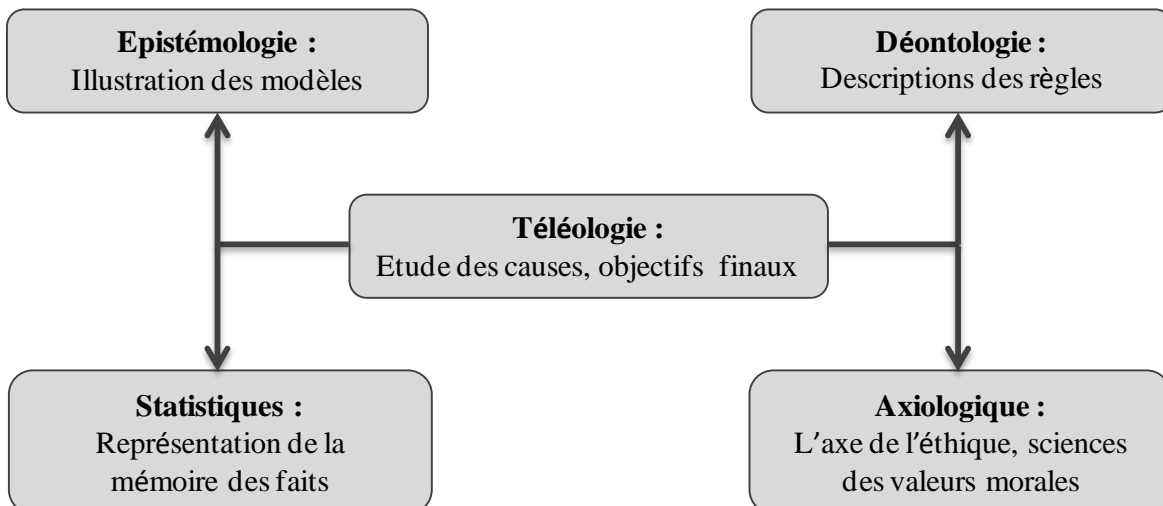 Epistémologie :
Illustration des modèles
Déontologie :
Descriptions des règles
Téléologie :
Etude des causes, objectifs finaux
Statistiques :
Représentation de la
mémoire des faits
Axiologique :
L’axe de l’éthique, sciences
des valeurs morales